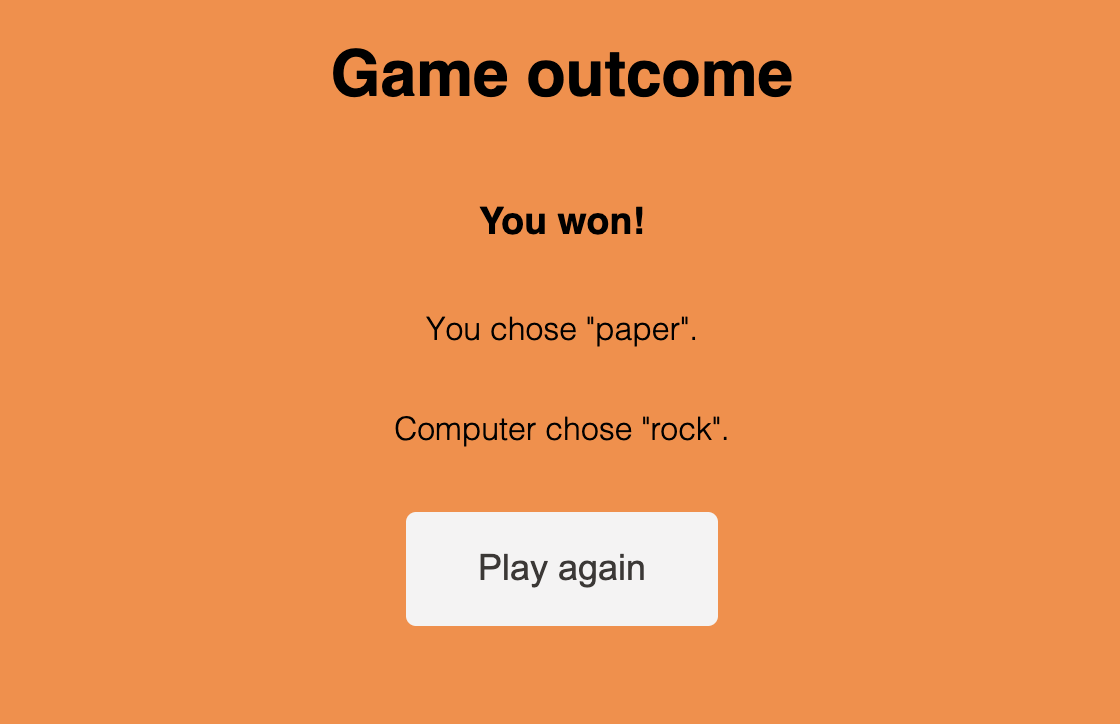 Game outcome
You won!
You chose "paper".
Computer chose "rock".
Play again